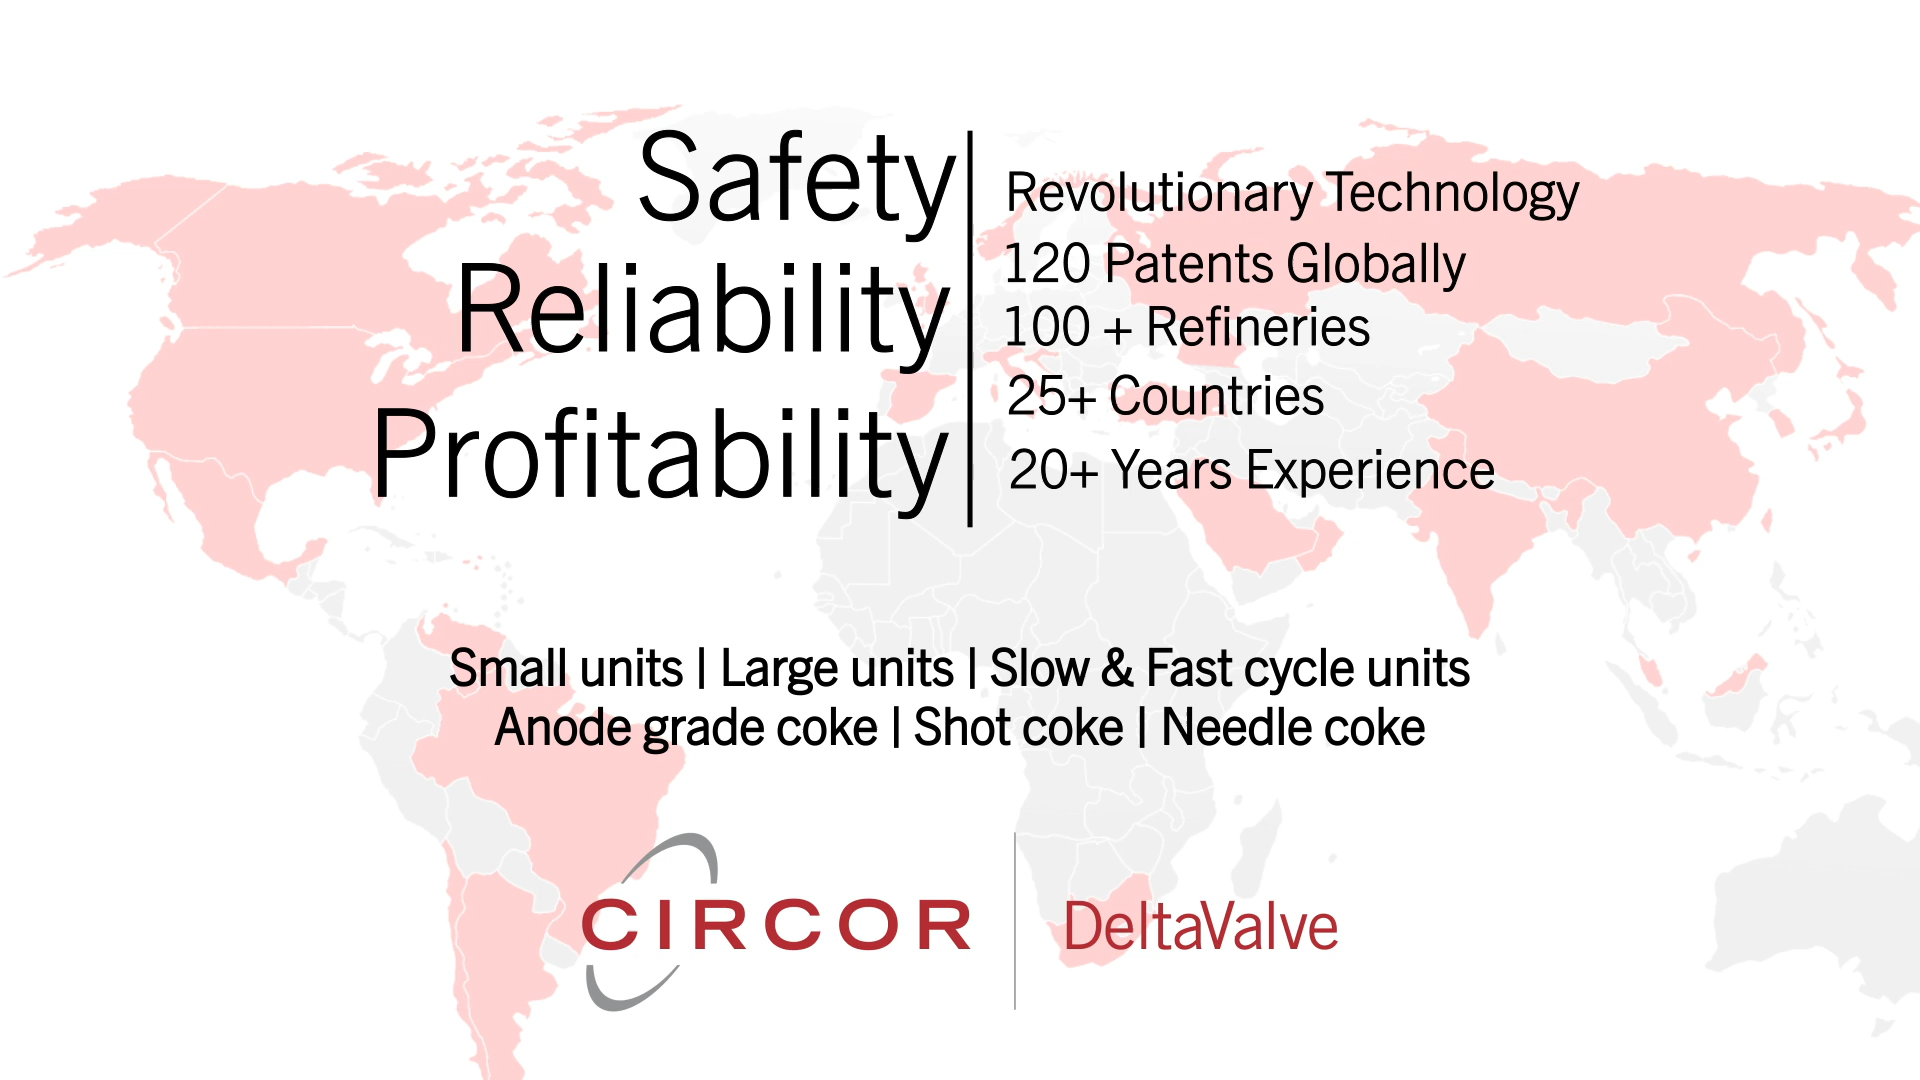 Safety
Reliability
Profitability
Revolutionary Technology
120 Patents Globally
100 + Refineries
25+ Countries
20+ Years Experience
Small units | Large units | Slow & Fast cycle units
Anode grade coke | Shot coke | Needle coke
CIRCOR
DeltaValve